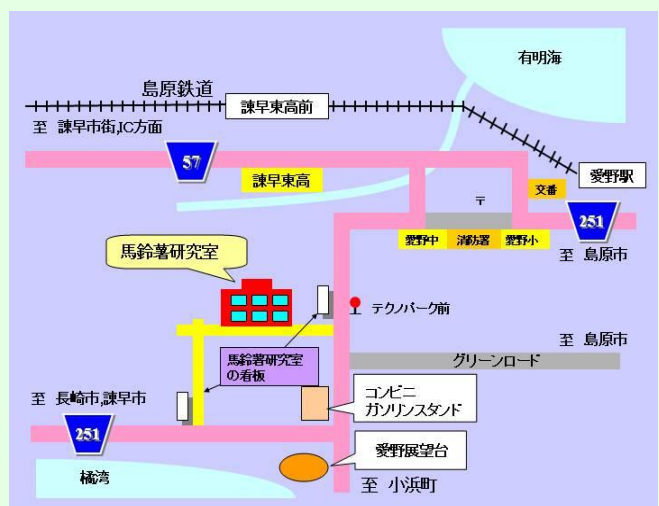 有明海
島原鉄道
諫早東高前
至 諫早市街,IC方面
57
諫早東高
愛野駅
交番
〒
251
愛野中
消防署
愛野小
至 島原市
馬鈴薯研究室
テクノパーク前
至 島原市
グリーンロード
馬鈴薯研究室
の看板
至 長崎市,諫早市
コンビニ
ガソリンスタンド
251
愛野展望台
橘湾
至 小浜町